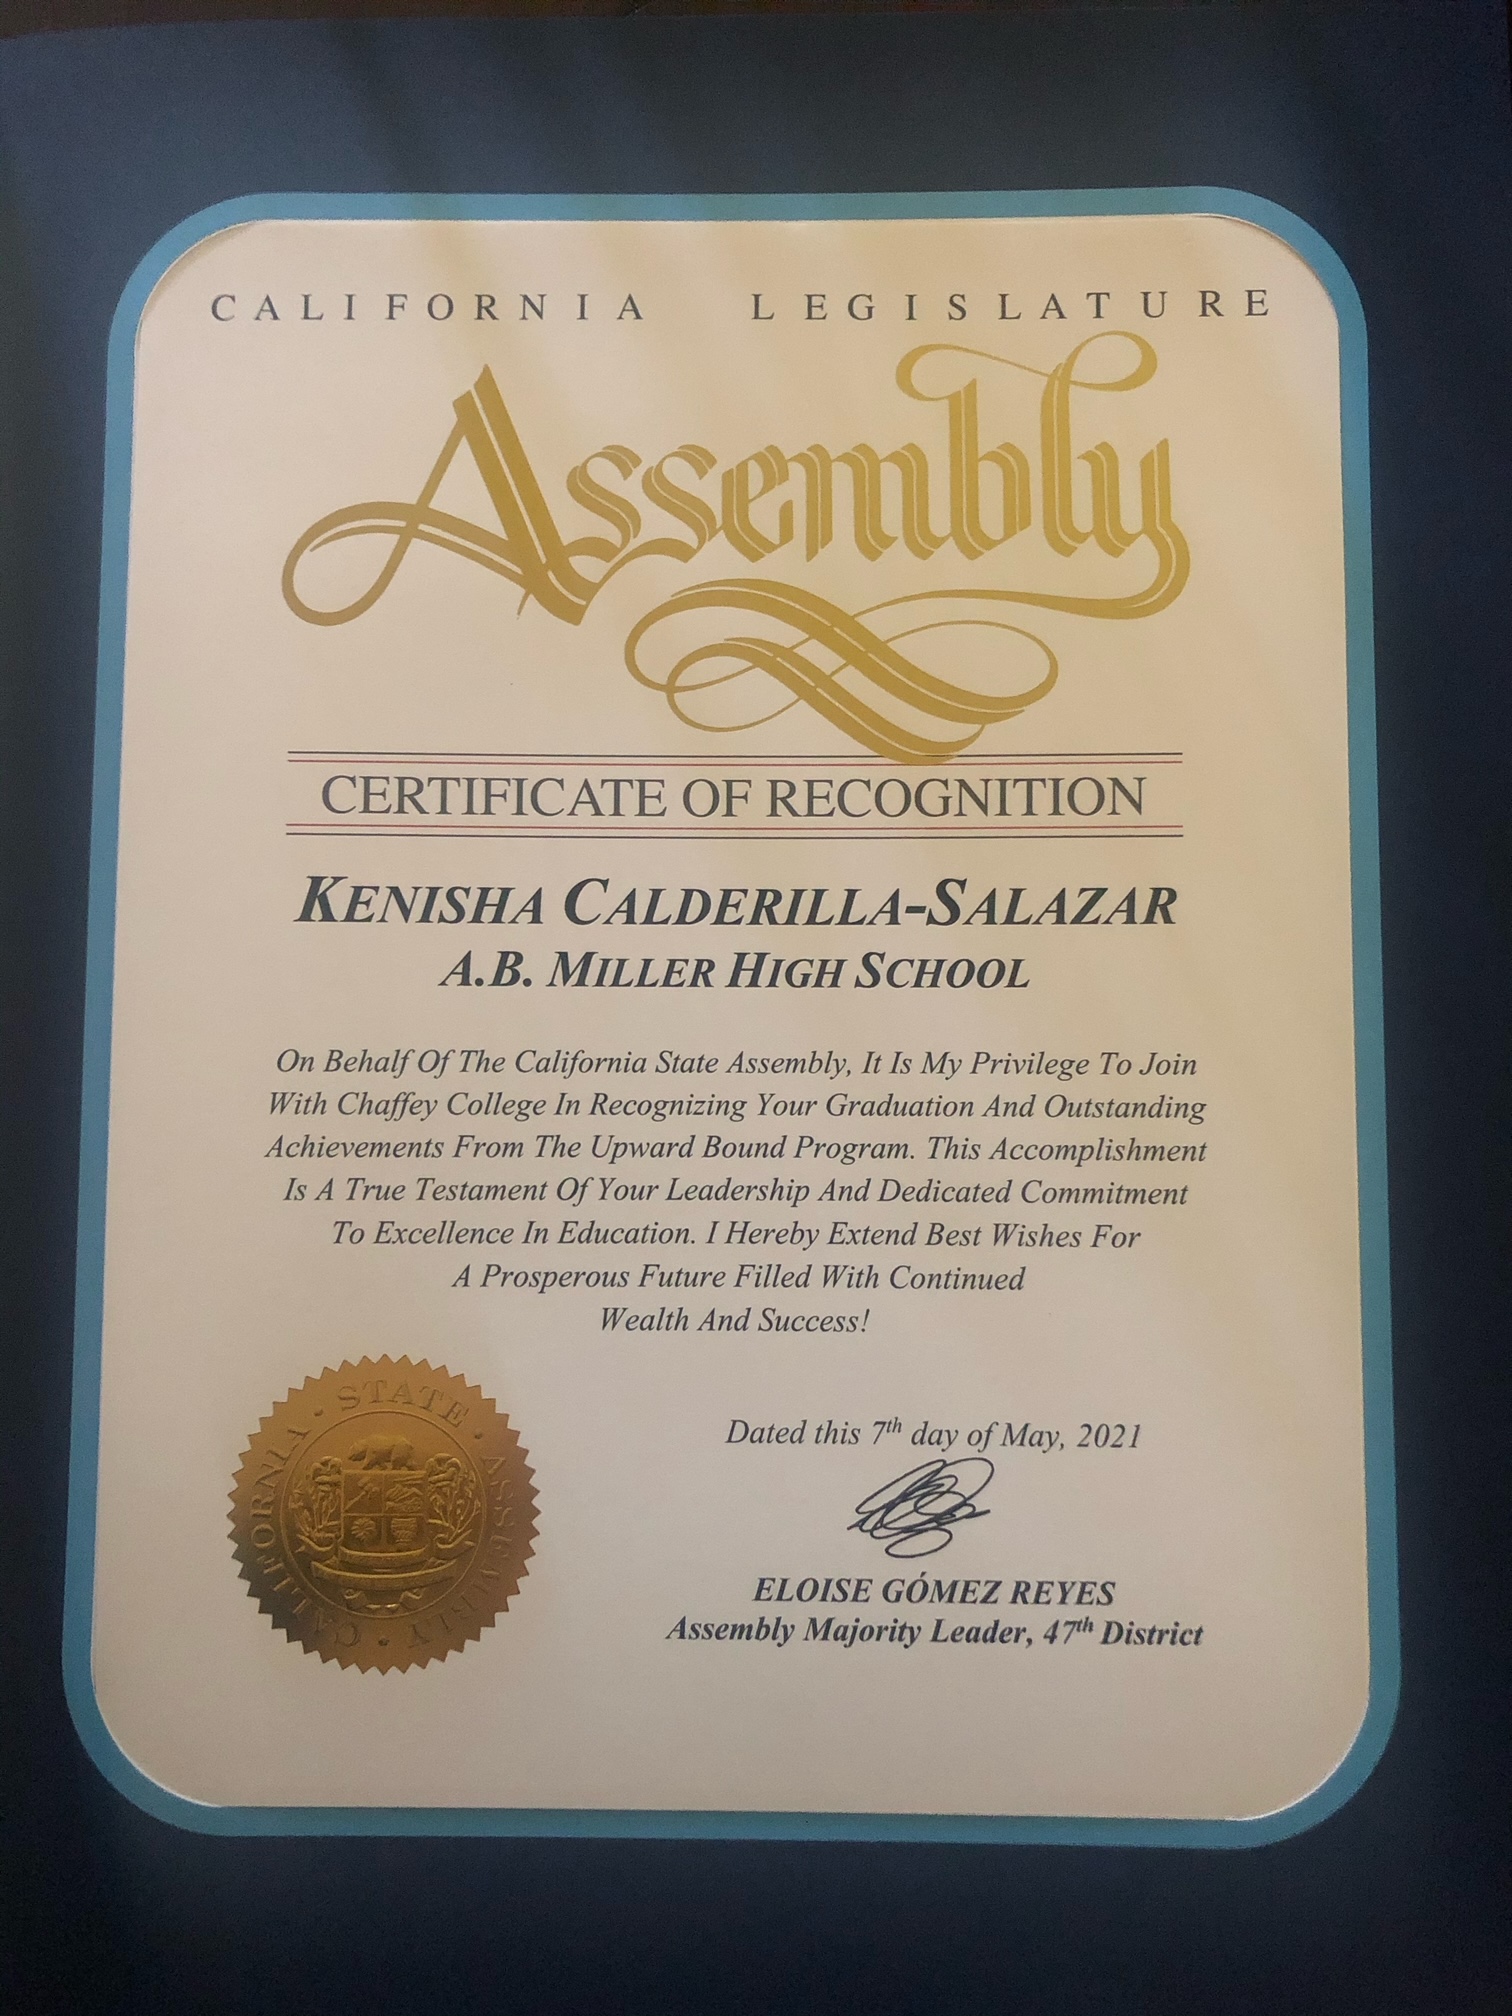 CALIFORNIA LEGISLATURE
Assembly
CERTIFICATE OF RECOGNITION
KENISHA CALDERILLA-SALAZAR
A.B. MILLER HIGH SCHOOL
On Behalf Of The California State Assembly, It Is My Privilege To Join
With Chaffey College In Recognizing Your Graduation And Outstanding
Achievements From The Upward Bound Program. This Accomplishment
Is A True Testament Of Your Leadership And Dedicated Commitment
To Excellence In Education. I Hereby Extend Best Wishes For
A Prosperous Future Filled With Continued
Wealth And Success!
CALIFORNIA · STATE · ASSEMBLY ·
Dated this 7th day of May, 2021
ELOISE GÓMEZ REYES
Assembly Majority Leader, 47th District